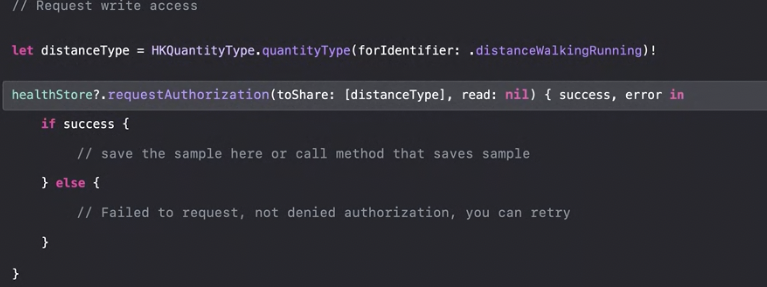 // Request write access
let distanceType = HKQuantityType.quantityType(forIdentifier: .distanceWalkingRunning)!
healthStore?.requestAuthorization(toShare: [distanceType], read: nil) { success, error in
if success {
// save the sample here or call method that saves sample
} else {
// Failed to request, not denied authorization, you can retry
}
}